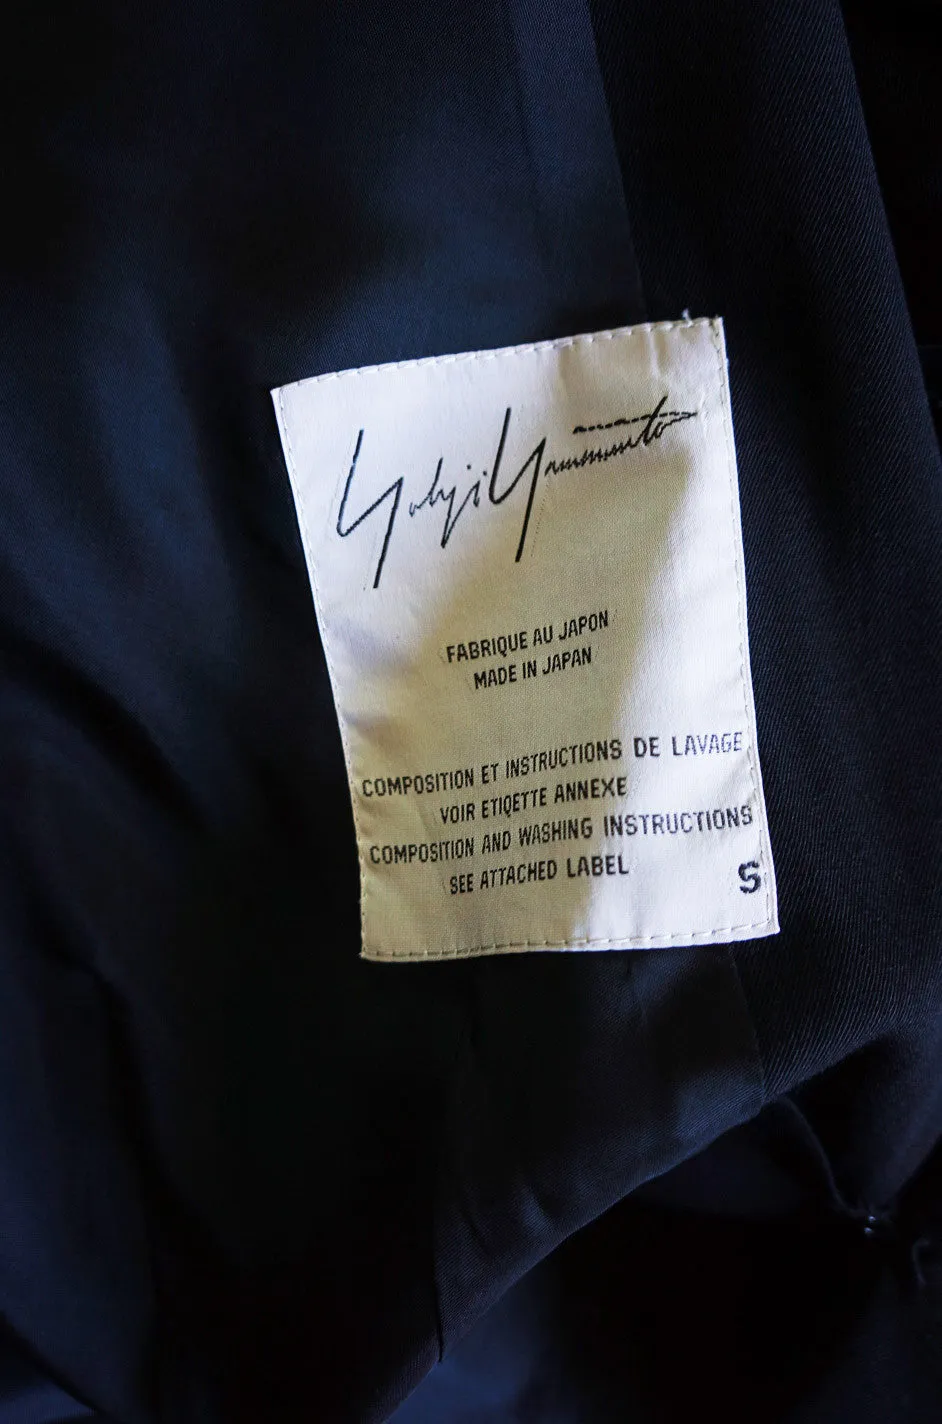 Yohji Yamamoto
FABRIQUE AU JAPON
MADE IN JAPAN
COMPOSITION ET INSTRUCTIONS DE LAVAGE
VOIR ETIQETTE ANNEXE
COMPOSITION AND WASHING INSTRUCTIONS
SEE ATTACHED LABEL
S